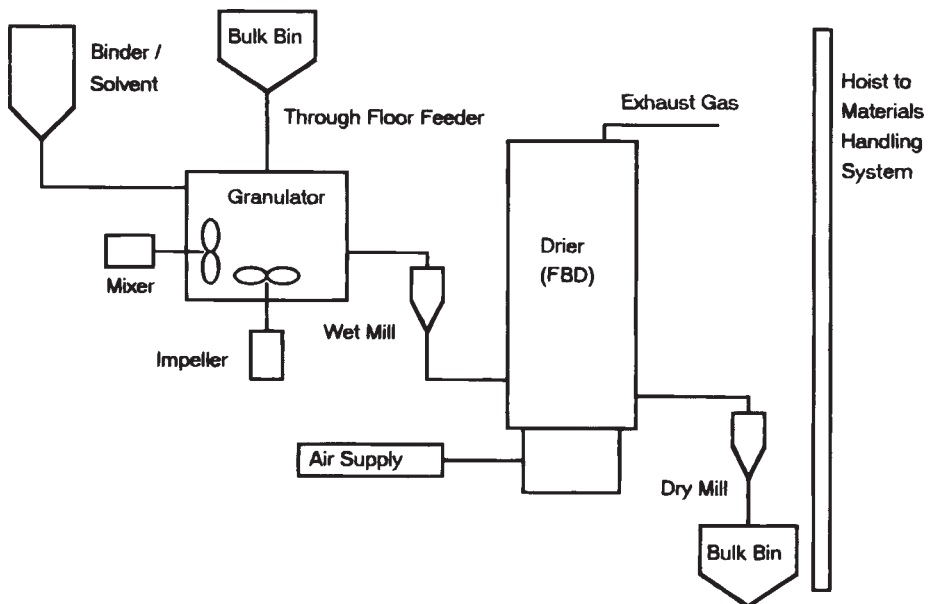 Binder /
Solvent
Bulk Bin
Through Floor Feeder
Exhaust Gas
Hoist to
Materials
Handling
System
Granulator
Mixer
Impeller
Wet Mill
Drier
(FBD)
Air Supply
Dry Mill
Bulk Bin